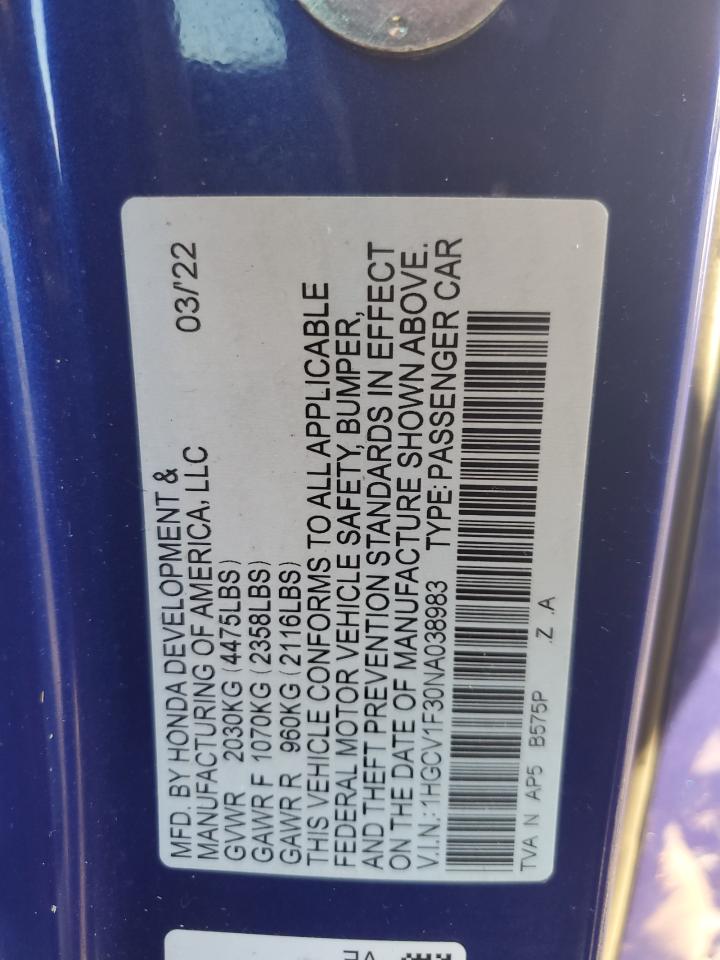 MFD. BY HONDA DEVELOPMENT &
MANUFACTURING OF AMERICA, LLC 03/'22
GVWR 2030KG (4475LBS)
GAWR F 1070KG (2358LBS)
GAWR R 960KG (2116LBS)
THIS VEHICLE CONFORMS TO ALL APPLICABLE
FEDERAL MOTOR VEHICLE SAFETY, BUMPER,
AND THEFT PREVENTION STANDARDS IN EFFECT
ON THE DATE OF MANUFACTURE SHOWN ABOVE.
V.I.N.: 1HGCV1F30NA038983 TYPE: PASSENGER CAR
TVA N AP5 B575P .Z .A